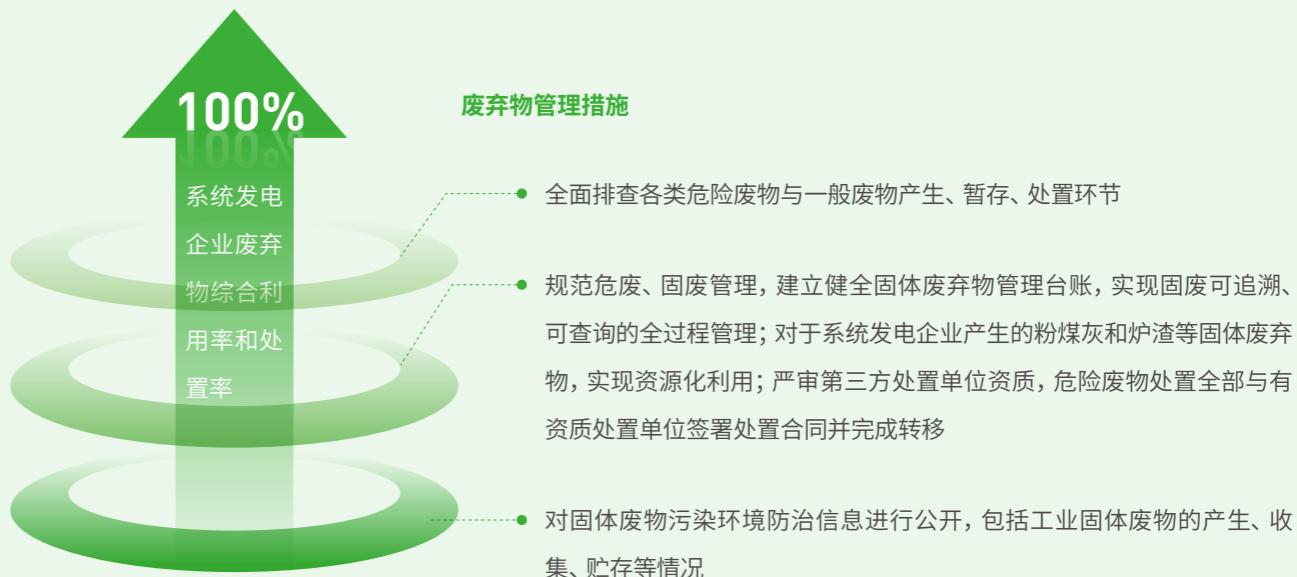 100%
系统发电
企业废弃
物综合利
用率和处
置率
废弃物管理措施
全面排查各类危险废物与一般废物产生、暂存、处置环节
规范危废、固废管理，建立健全固体废弃物管理台账，实现固废可追溯、
可查询的全过程管理；对于系统发电企业产生的粉煤灰和炉渣等固体废弃
物，实现资源化利用；严审第三方处置单位资质，危险废物处置全部与有
资质处置单位签署处置合同并完成转移
对固体废物污染环境防治信息进行公开，包括工业固体废物的产生、收
集、贮存等情况